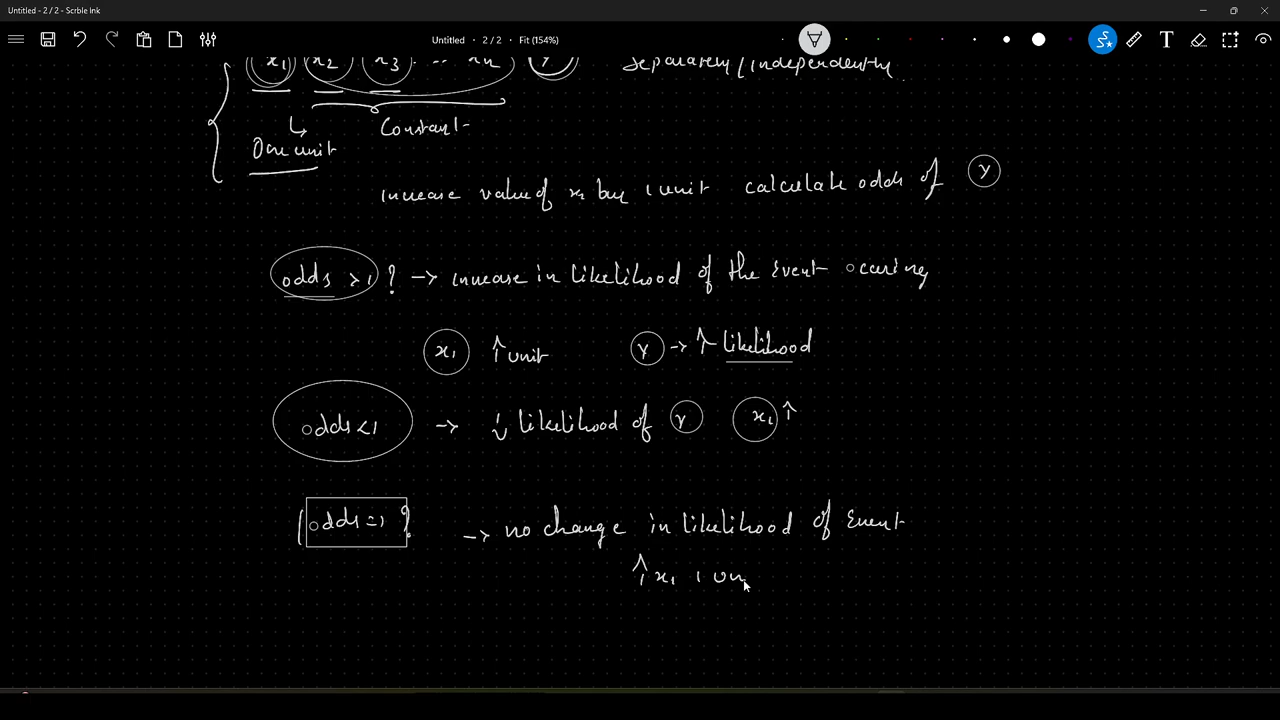 Untitled - 2 / 2 - Scrble Ink
Untitled • 2 / 2 • Fit (154%)
x1 x2 x3 ... xn Y Separately / independently
Constant
One unit
increase value of x1 by 1 unit calculate odds of Y
odds >1 ? → increase in likelihood of the Event occuring
x1 ↑ unit Y → ↑ likelihood
odds <1 → ↓ likelihood of Y x1 ↑
odds =1 ? → no change in likelihood of Event
↑ x1 1 un